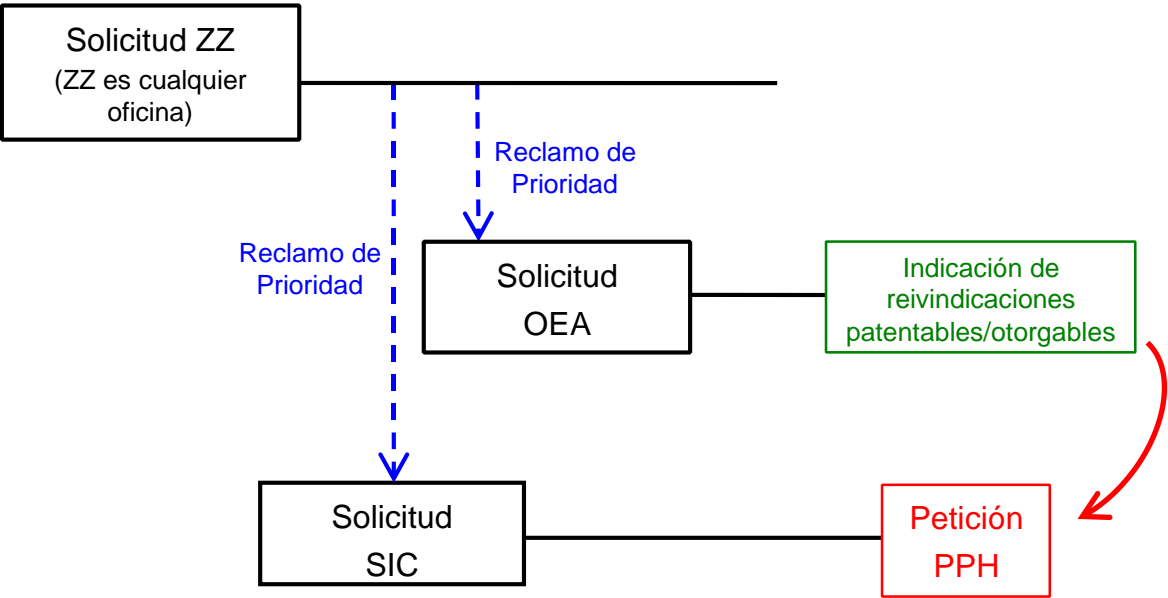 Solicitud ZZ
(ZZ es cualquier
oficina)
Reclamo de
Prioridad
Reclamo de
Prioridad
Solicitud
OEA
Indicación de
reivindicaciones
patentables/otorgables
Solicitud
SIC
Petición
PPH